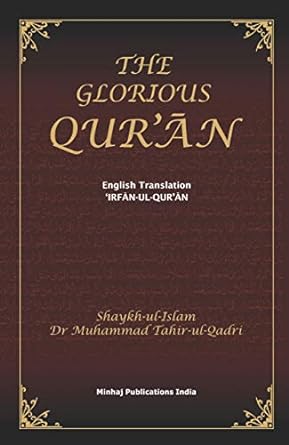 THE
GLORIOUS
QUR’ĀN
English Translation
‘IRFĀN-UL-QUR’ĀN
Shaykh-ul-Islam
Dr Muhammad Tahir-ul-Qadri
Minhaj Publications India